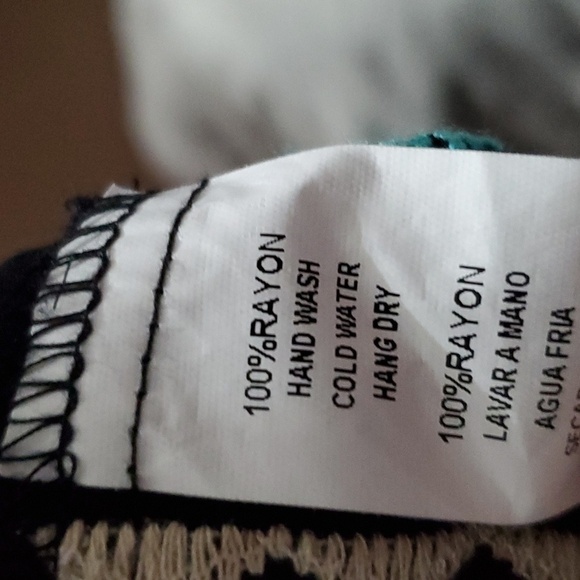 100%RAYON
HAND WASH
COLD WATER
HANG DRY
100%RAYON
LAVAR A MANO
AGUA FRIA